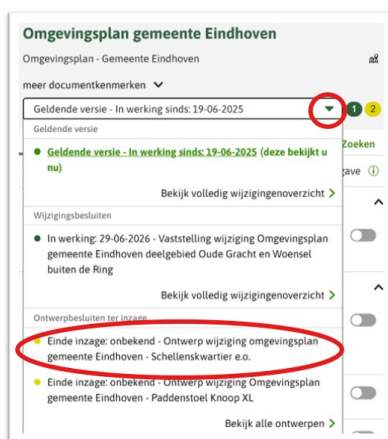 Omgevingsplan gemeente Eindhoven
Omgevingsplan - Gemeente Eindhoven
meer documentkenmerken
Geldende versie - In werking sinds: 19-06-2025
1 2
Geldende versie
Zoeken
Geldende versie - In werking sinds: 19-06-2025 (deze bekijkt u
nu)
gave
Bekijk volledig wijzigingenoverzicht >
Wijzigingsbesluiten
In werking: 29-06-2026 - Vaststelling wijziging Omgevingsplan
gemeente Eindhoven deelgebied Oude Gracht en Woensel
buiten de Ring
Bekijk volledig wijzigingenoverzicht >
Ontwerpbesluiten ter inzage
Einde inzage: onbekend - Ontwerp wijziging omgevingsplan
gemeente Eindhoven - Schellenskwartier e.o.
Einde inzage: onbekend - Ontwerp wijziging Omgevingsplan
gemeente Eindhoven - Paddenstoel Knoop XL
Bekijk alle ontwerpen >